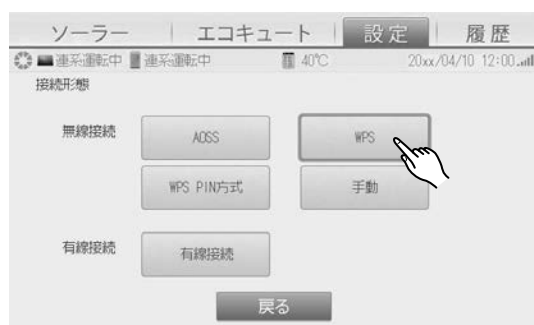 ソーラー エコキュート 設定 履歴
連系運転中 連系運転中 40℃ 20xx/04/10 12:00
接続形態
無線接続 AOSS WPS
WPS PIN方式 手動
有線接続 有線接続
戻る